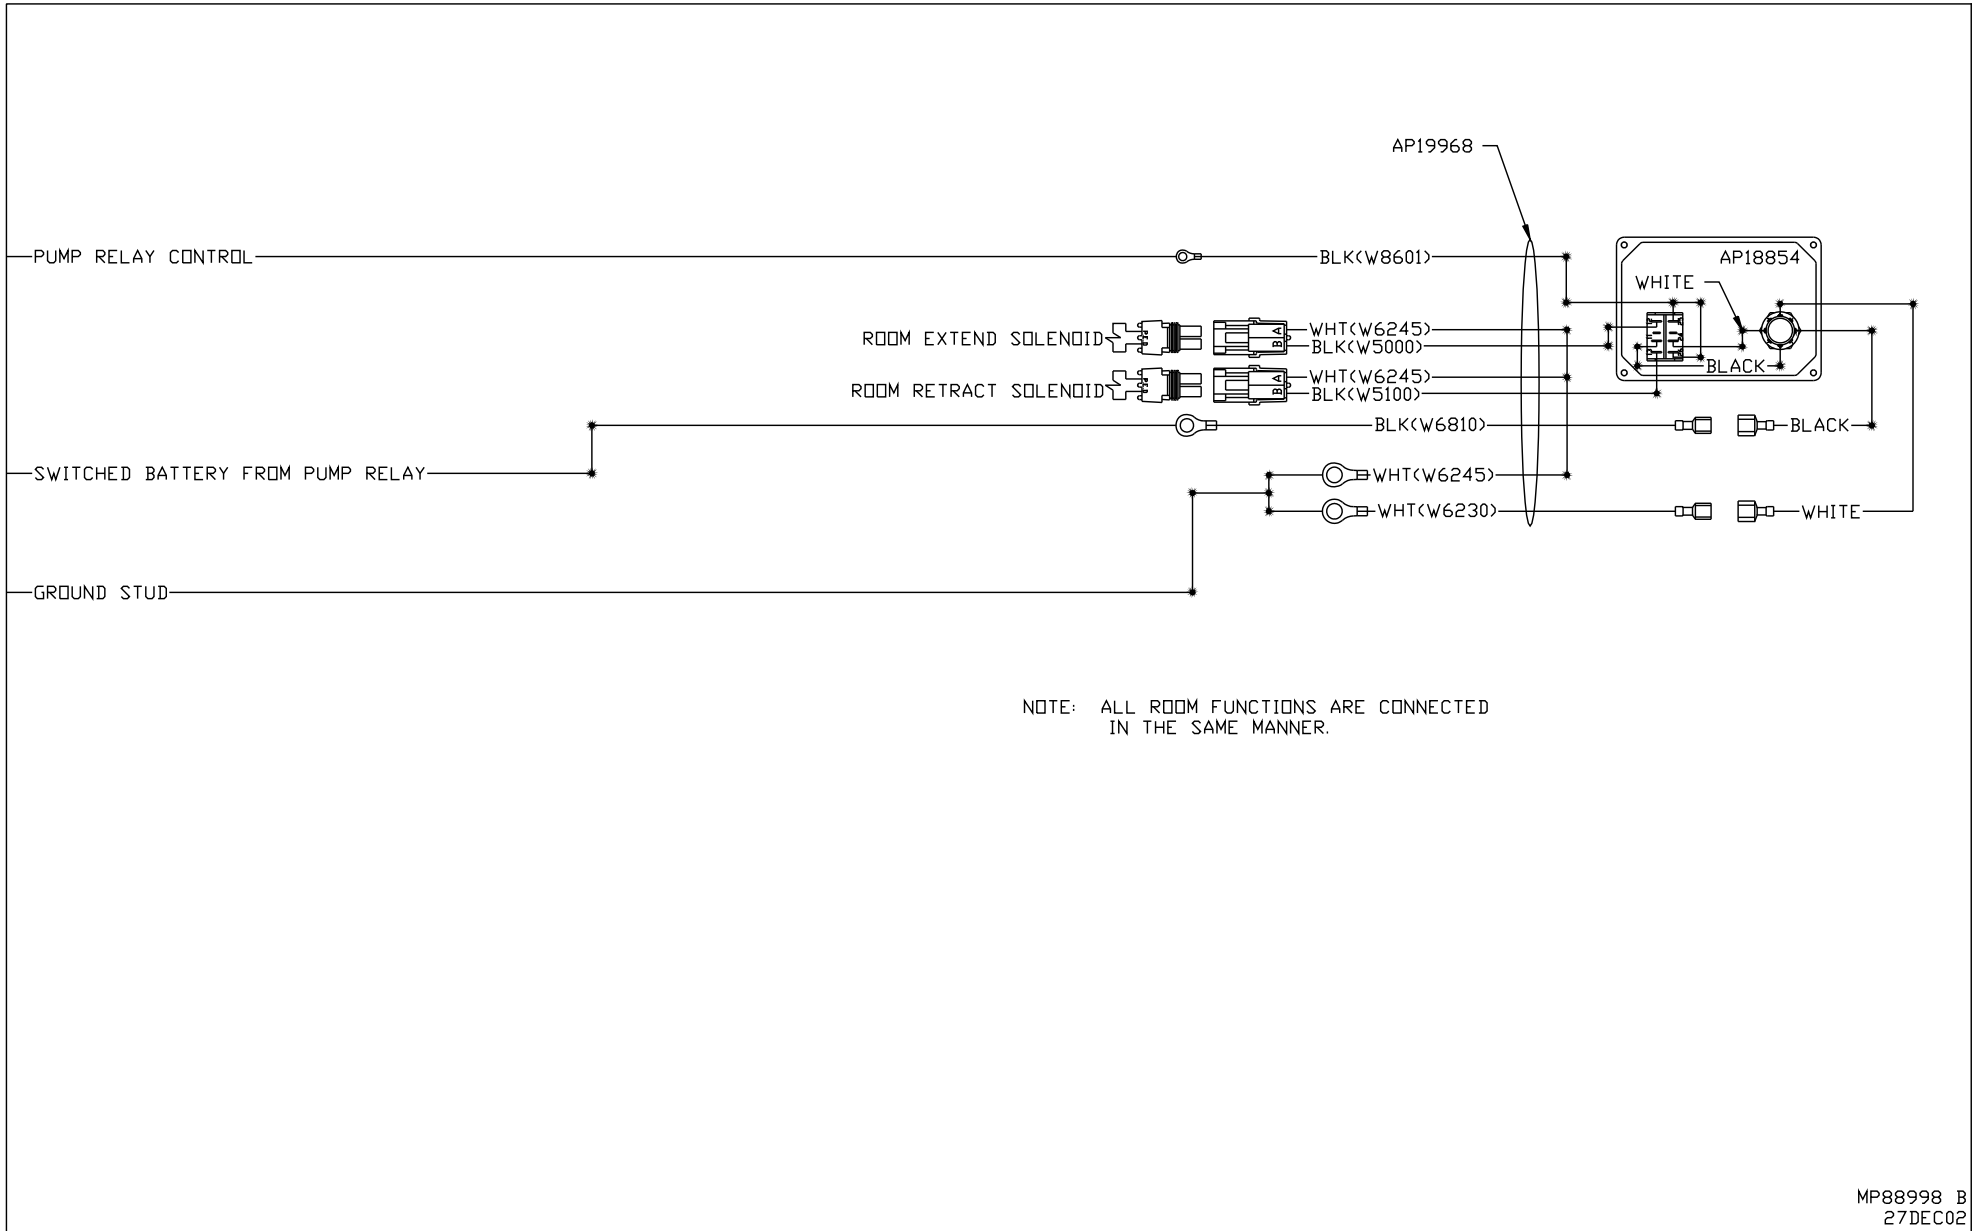 AP19968
PUMP RELAY CONTROL
BLK(W8601)
AP18854
WHITE
ROOM EXTEND SOLENOID
A
B
WHT(W6245)
BLK(W5000)
BLACK
ROOM RETRACT SOLENOID
A
B
WHT(W6245)
BLK(W5100)
BLK(W6810)
BLACK
SWITCHED BATTERY FROM PUMP RELAY
WHT(W6245)
WHT(W6230)
WHITE
GROUND STUD
NOTE: ALL ROOM FUNCTIONS ARE CONNECTED
IN THE SAME MANNER.
MP88998 B
27DEC02